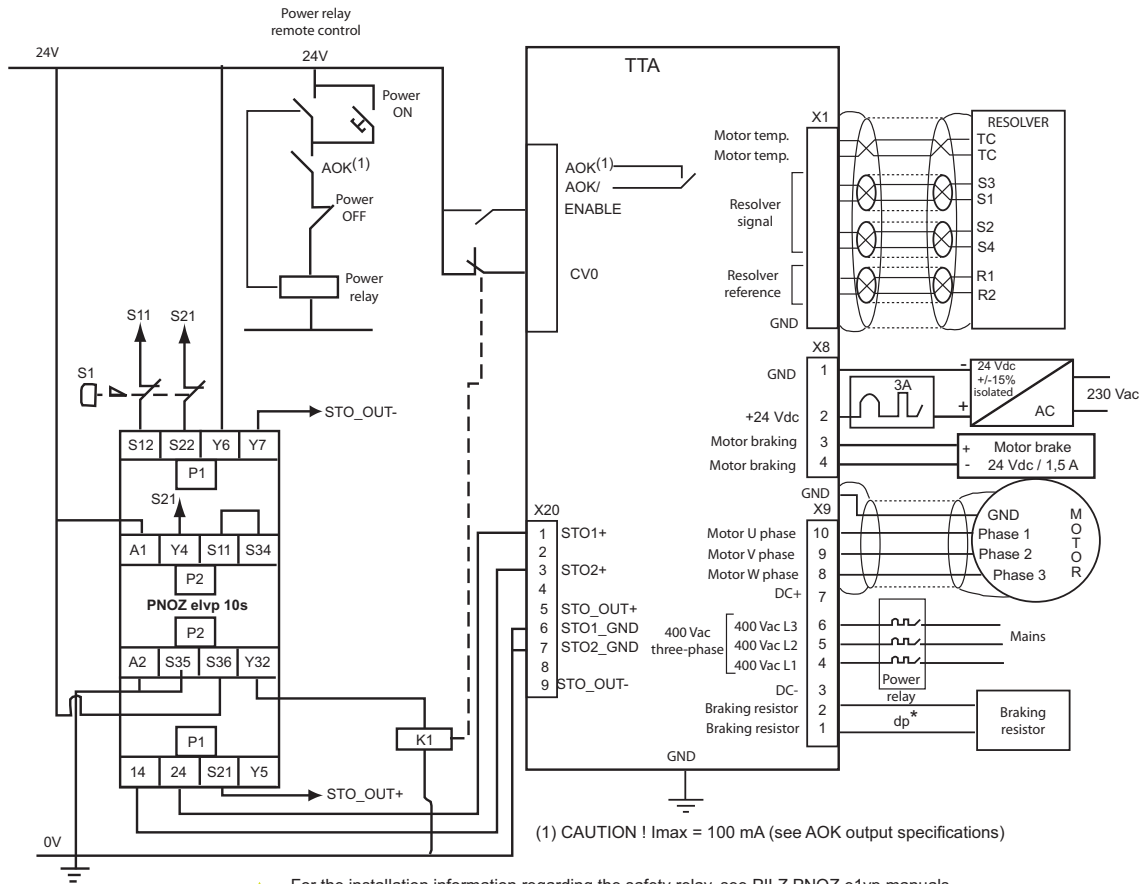 Power relay
remote control
24V
24V
Power
ON
AOK(1)
Power
OFF
Power
relay
S11
S21
S1
STO_OUT-
S12 S22 Y6 Y7
P1
S21
A1 Y4 S11 S34
P2
PNOZ elvp 10s
P2
A2 S35 S36 Y32
P1
14 24 S21 Y5
STO_OUT+
0V
K1
TTA
AOK(1)
AOK/
ENABLE
CV0
X20
1 STO1+
2
3 STO2+
4
5 STO_OUT+
6 STO1_GND
7 STO2_GND
8
9 STO_OUT-
X1
Motor temp.
Motor temp.
Resolver
signal
Resolver
reference
GND
RESOLVER
TC
TC
S3
S1
S2
S4
R1
R2
X8
GND 1
+24 Vdc 2
Motor braking 3
Motor braking 4
3A
-
+
24 Vdc
+/-15%
isolated
AC
230 Vac
+ Motor brake
- 24 Vdc / 1,5 A
GND
X9
Motor U phase 10
Motor V phase 9
Motor W phase 8
DC+ 7
400 Vac
three-phase
400 Vac L3 6
400 Vac L2 5
400 Vac L1 4
DC- 3
Braking resistor 2
Braking resistor 1
GND
Phase 1
Phase 2
Phase 3
MOTOR
Mains
Power
relay
dp*
Braking
resistor
GND
(1) CAUTION ! Imax = 100 mA (see AOK output specifications)